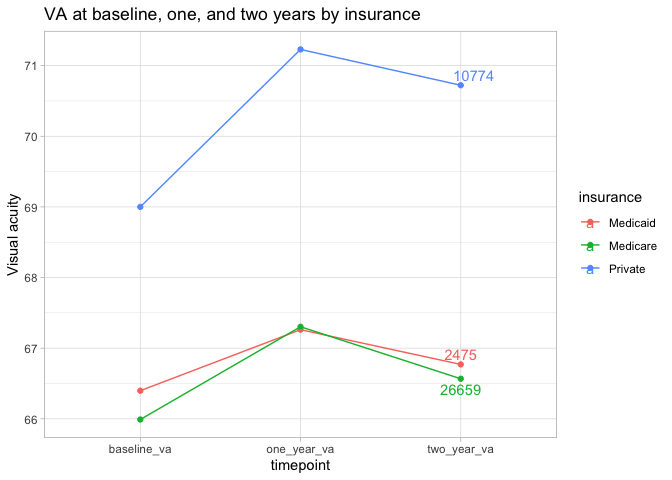 VA at baseline, one, and two years by insurance
Visual acuity
71
70
69
68
67
66
10774
2475
26659
baseline_va
one_year_va
two_year_va
timepoint
insurance
a Medicaid
a Medicare
a Private